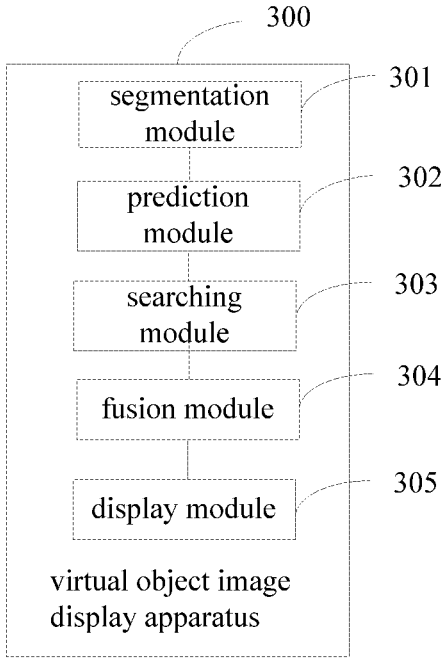 300
segmentation
module
301
prediction
module
302
searching
module
303
fusion module
304
display module
305
virtual object image
display apparatus